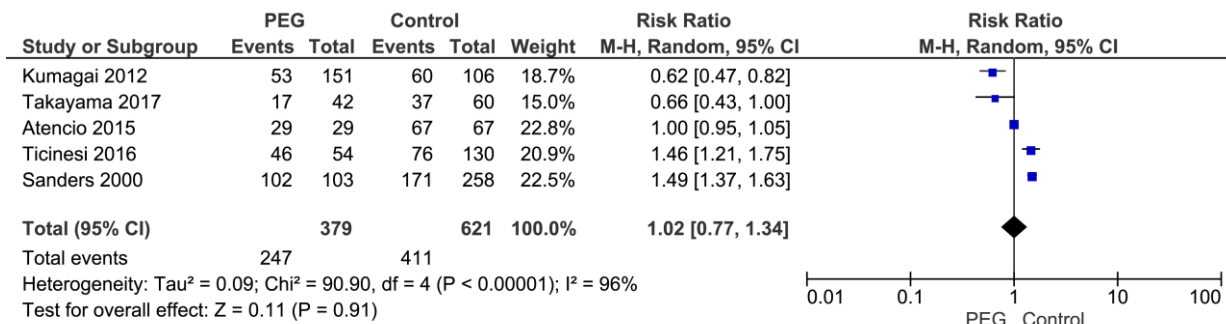 PEG Control Risk Ratio Risk Ratio
Study or Subgroup Events Total Events Total Weight M-H, Random, 95% CI M-H, Random, 95% CI
Kumagai 2012 53 151 60 106 18.7% 0.62 [0.47, 0.82]
Takayama 2017 17 42 37 60 15.0% 0.66 [0.43, 1.00]
Atencio 2015 29 29 67 67 22.8% 1.00 [0.95, 1.05]
Ticinesi 2016 46 54 76 130 20.9% 1.46 [1.21, 1.75]
Sanders 2000 102 103 171 258 22.5% 1.49 [1.37, 1.63]
Total (95% CI) 379 621 100.0% 1.02 [0.77, 1.34]
Total events 247 411
Heterogeneity: Tau² = 0.09; Chi² = 90.90, df = 4 (P < 0.00001); I² = 96%
Test for overall effect: Z = 0.11 (P = 0.91)
0.01 0.1 1 10 100
PEG Control